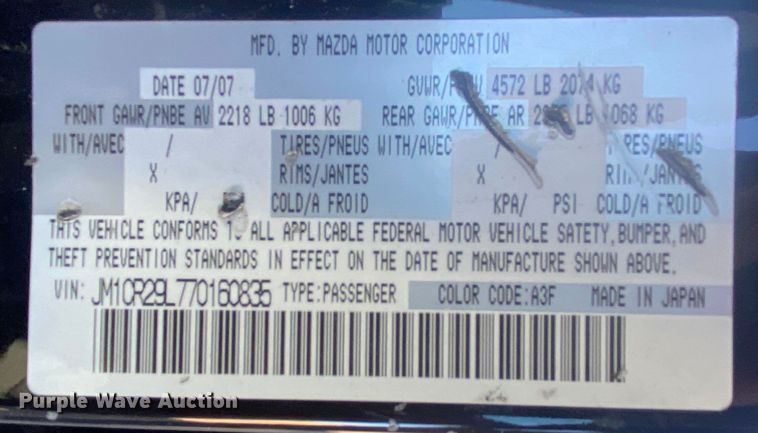 MFD. BY MAZDA MOTOR CORPORATION
DATE 07/07 4572 LB 2074 KG
FRONT GAWR/PNBE AV 2218 LB 1006 KG REAR AR LB 1068 KG
WITH/AVEC / TIRES/PNEUS WITH/AVEC /
X RIMS/JANTES X
KPA/ COLD/A FROID KPA/ PSI COLD/A FROID
THIS VEHICLE CONFORMS TO ALL APPLICABLE FEDERAL MOTOR VEHICLE SAFETY, BUMPER, AND
THEFT PREVENTION STANDARDS IN EFFECT ON THE DATE OF MANUFACTURE SHOWN ABOVE.
VIN: JM1CR29L770160835 TYPE:PASSENGER COLOR CODE:A3F MADE IN JAPAN
Purple Wave Auction